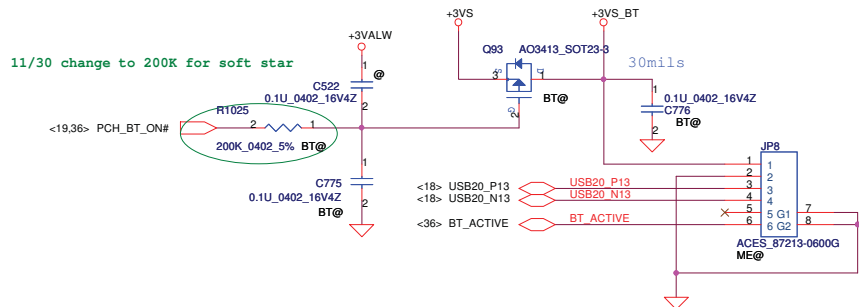 +3VS
+3VS_BT
+3VALW
Q93
AO3413_SOT23-3
11/30 change to 200K for soft star
30mils
1
@
C522
0.1U_0402_16V4Z
2
3
S
D
1
G
2
BT@
1
0.1U_0402_16V4Z
C776
2
BT@
R1025
<19,36> PCH_BT_ON#
2
1
200K_0402_5%
BT@
JP8
1
C775
0.1U_0402_16V4Z
2
BT@
1 1
2 2
<18> USB20_P13
USB20_P13
3 3
<18> USB20_N13
USB20_N13
4 4
5 5 G1 7
<36> BT_ACTIVE
BT_ACTIVE
6 6 G2 8
ACES_87213-0600G
ME@